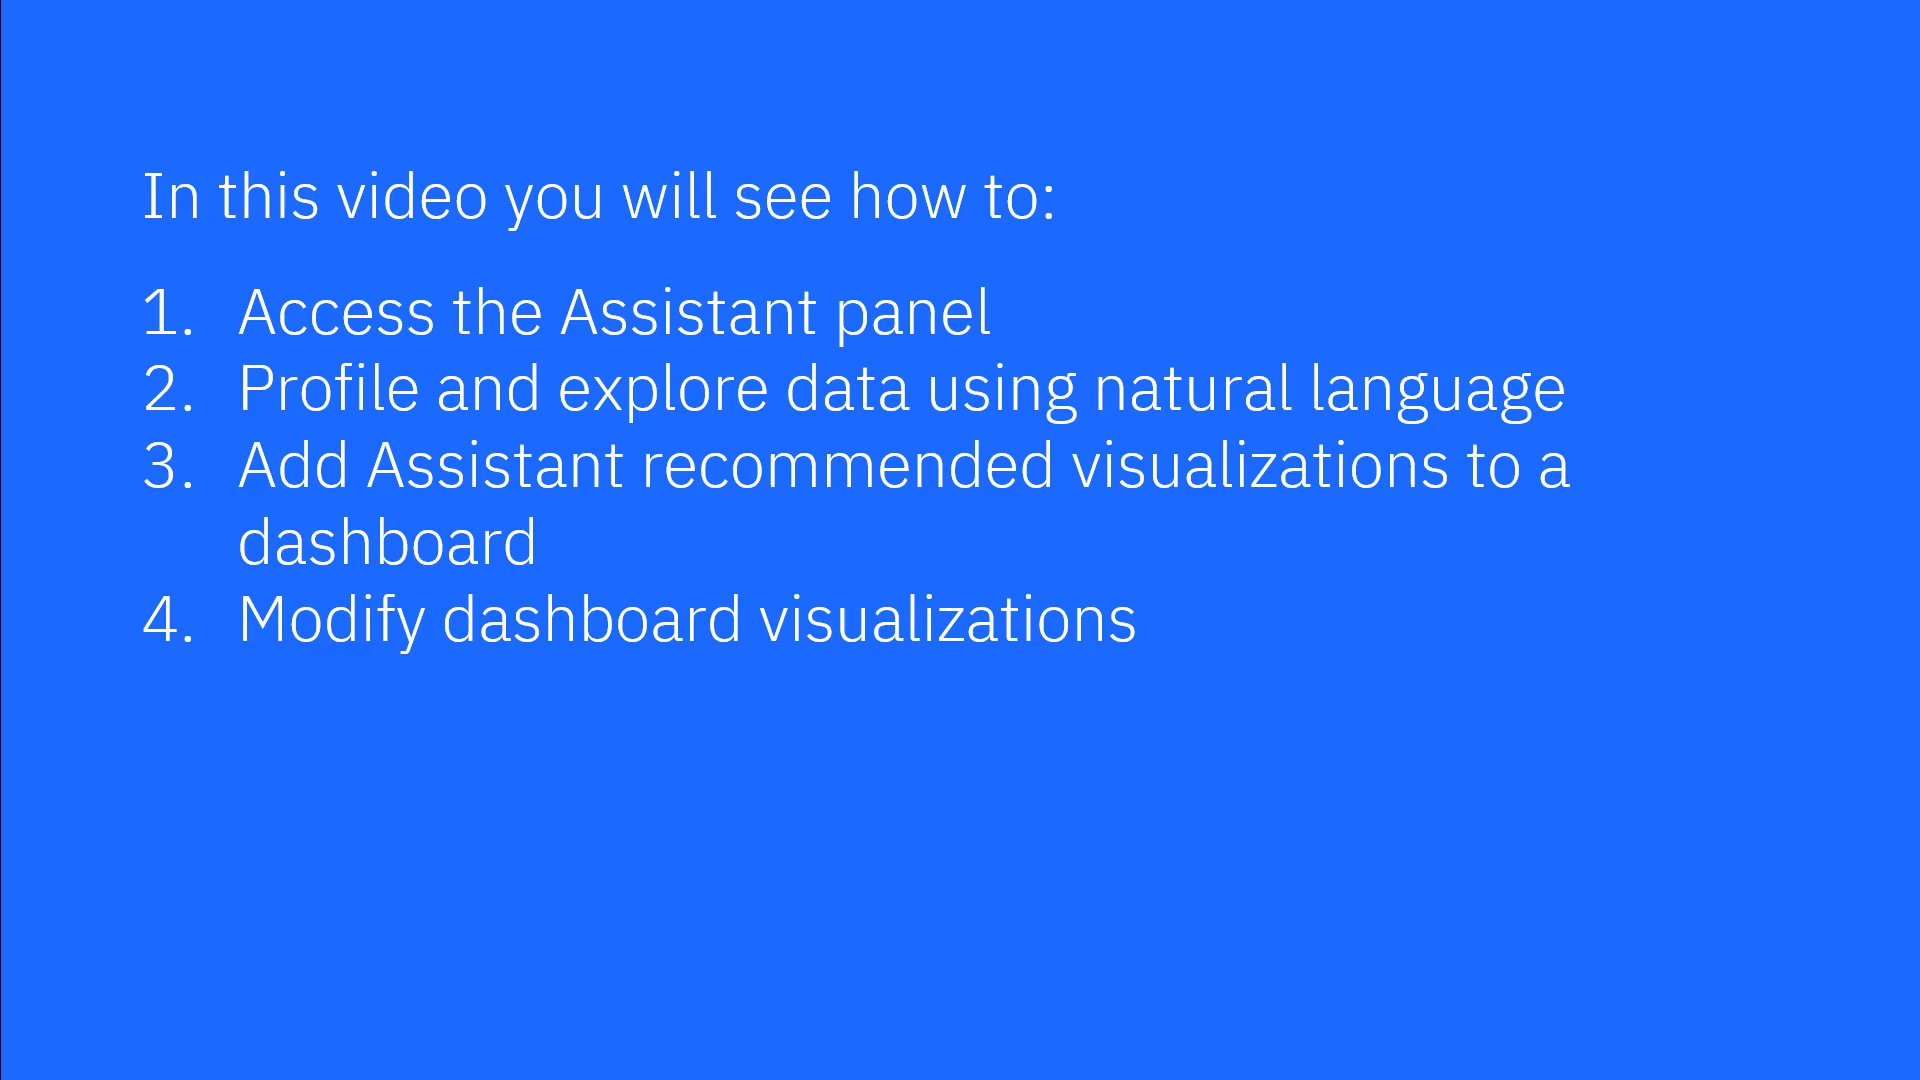 In this video you will see how to:
1. Access the Assistant panel
2. Profile and explore data using natural language
3. Add Assistant recommended visualizations to a
dashboard
4. Modify dashboard visualizations